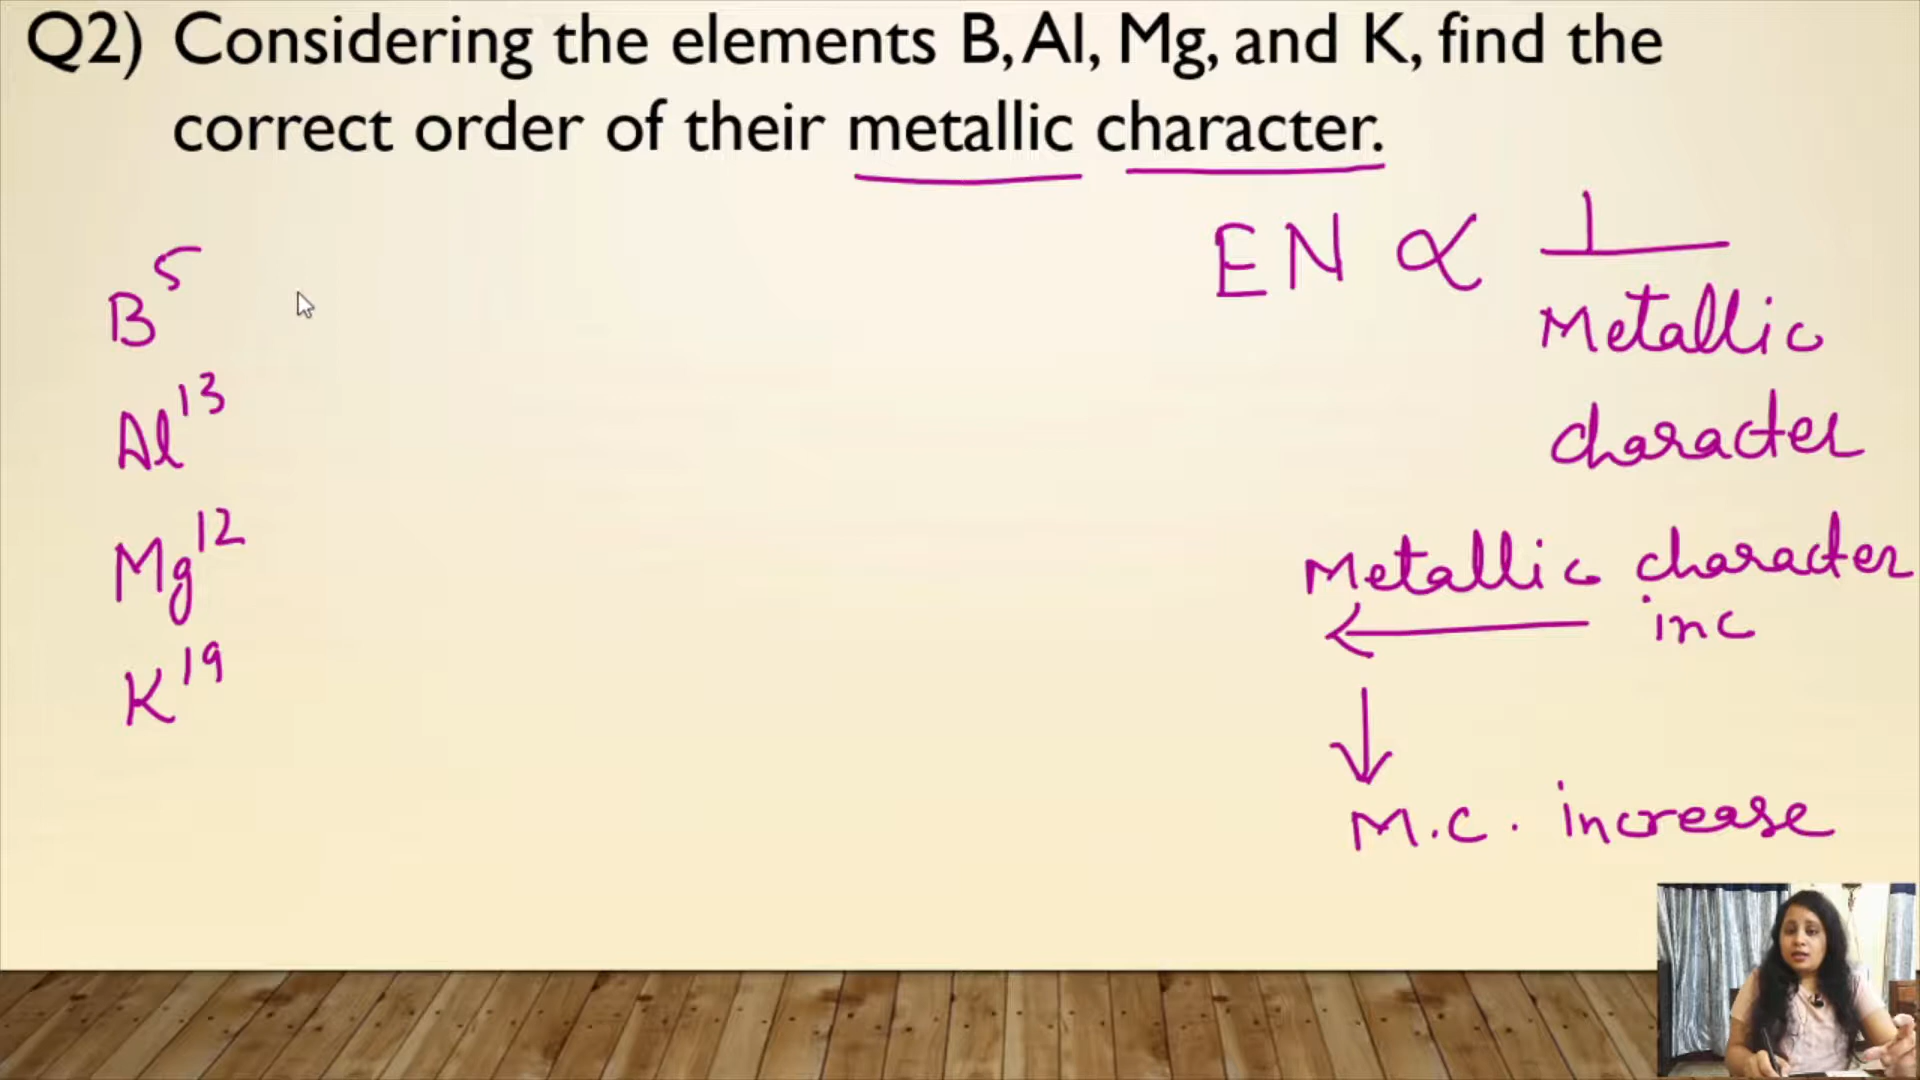 Q2) Considering the elements B, Al, Mg, and K, find the
correct order of their metallic character.
EN ∝ 1
Metallic
character
B⁵
Al¹³
Mg¹²
K¹⁹
Metallic character
← inc
↓
M.C. increase